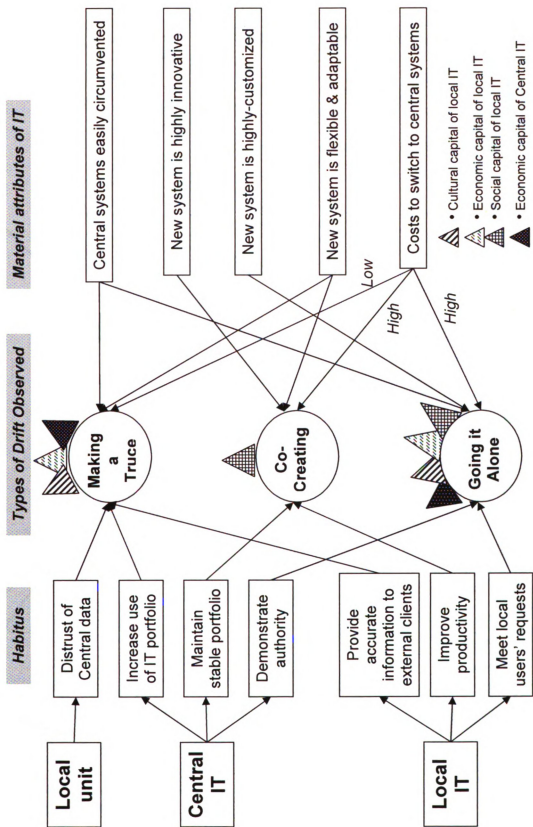 Habitus
Types of Drift Observed
Material attributes of IT
Local
unit
Central
IT
Local
IT
Distrust of
Central data
Increase use
of IT portfolio
Maintain
stable portfolio
Demonstrate
authority
Provide
accurate
information to
external clients
Improve
productivity
Meet local
users' requests
Making
a
Truce
Co-
Creating
Going it
Alone
Central systems easily circumvented
New system is highly innovative
New system is highly-customized
New system is flexible & adaptable
Costs to switch to central systems
Low
High
High
• Cultural capital of local IT
• Economic capital of local IT
• Social capital of local IT
• Economic capital of Central IT